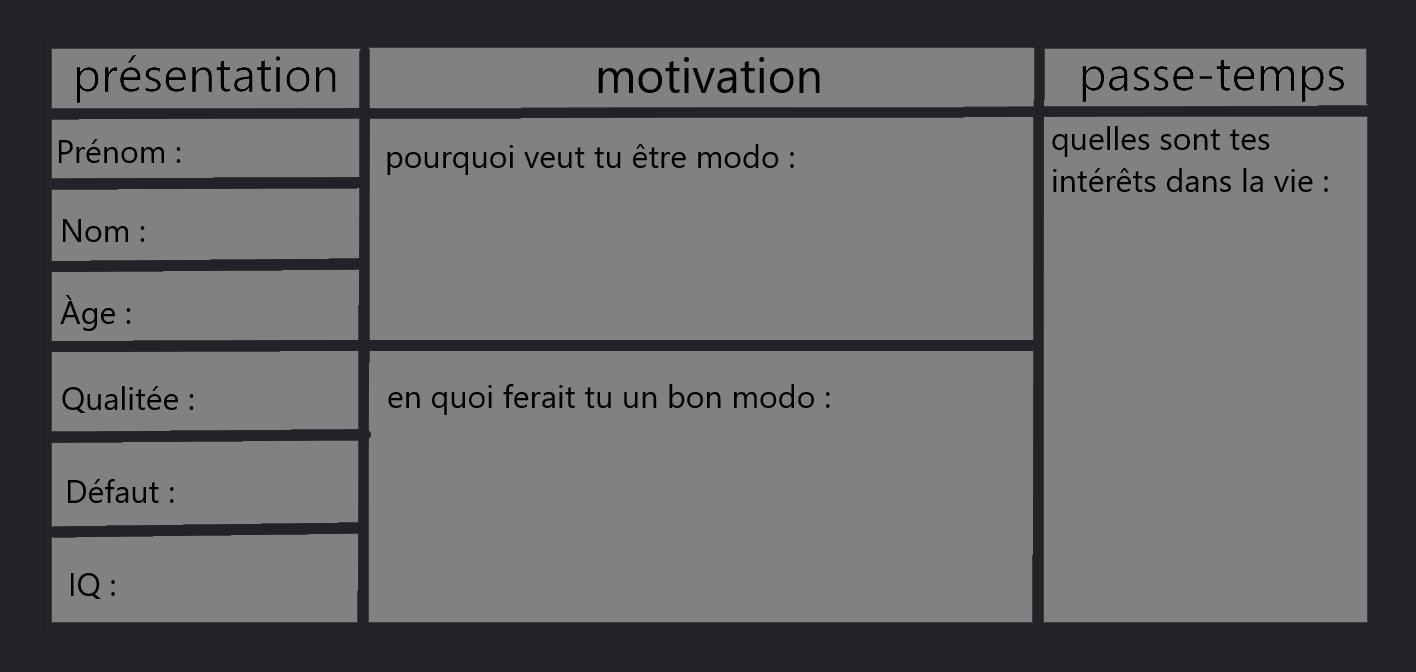 présentation
Prénom :
Nom :
Àge :
Qualitée :
Défaut :
IQ :
motivation
pourquoi veut tu être modo :
en quoi ferait tu un bon modo :
passe-temps
quelles sont tes
intérêts dans la vie :